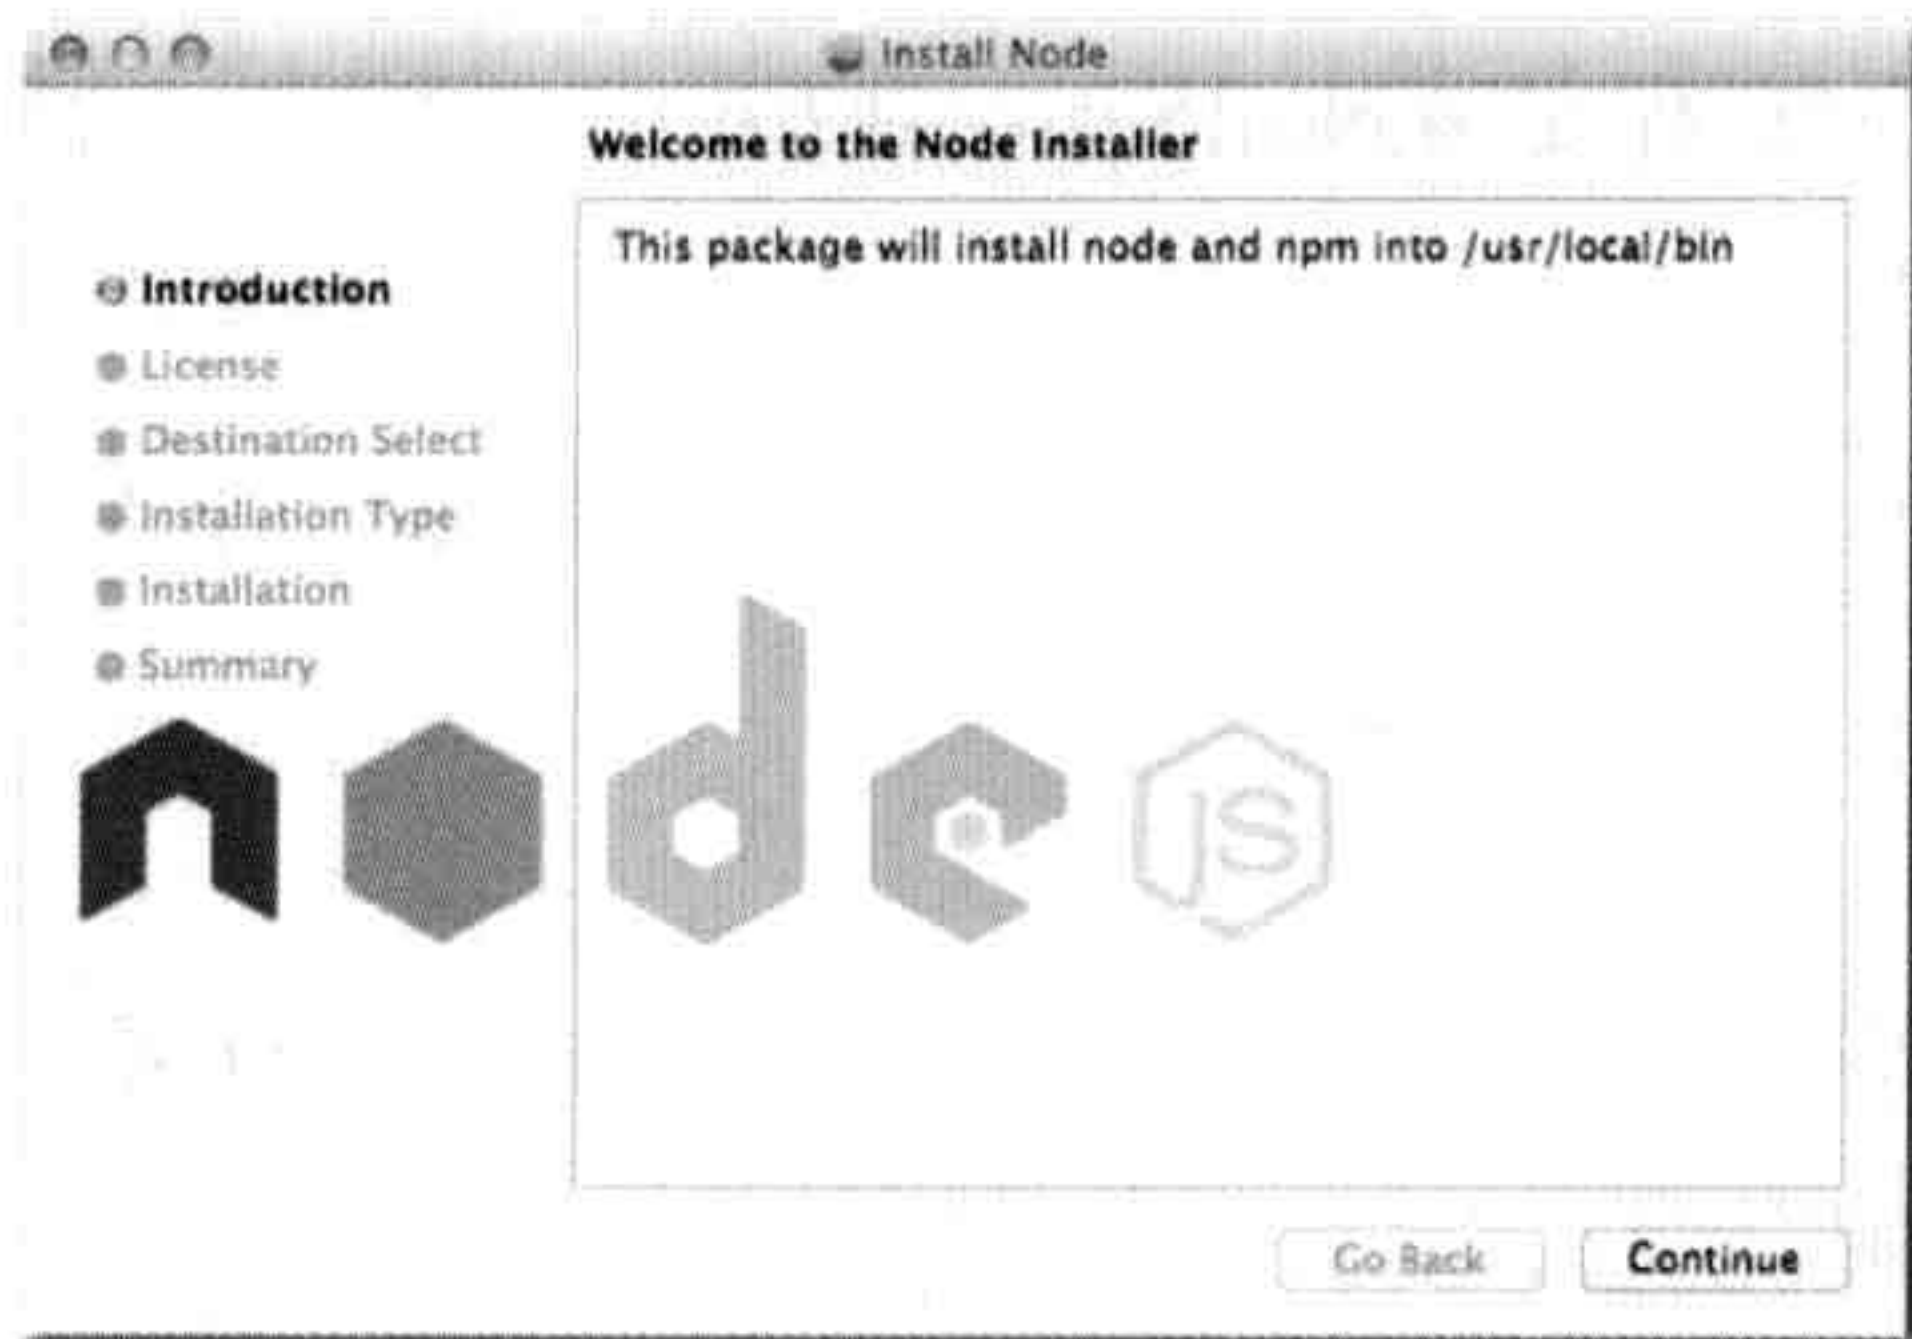 Install Node
Welcome to the Node Installer
This package will install node and npm into /usr/local/bin
Introduction
License
Destination Select
Installation Type
Installation
Summary
node
JS
Go Back
Continue